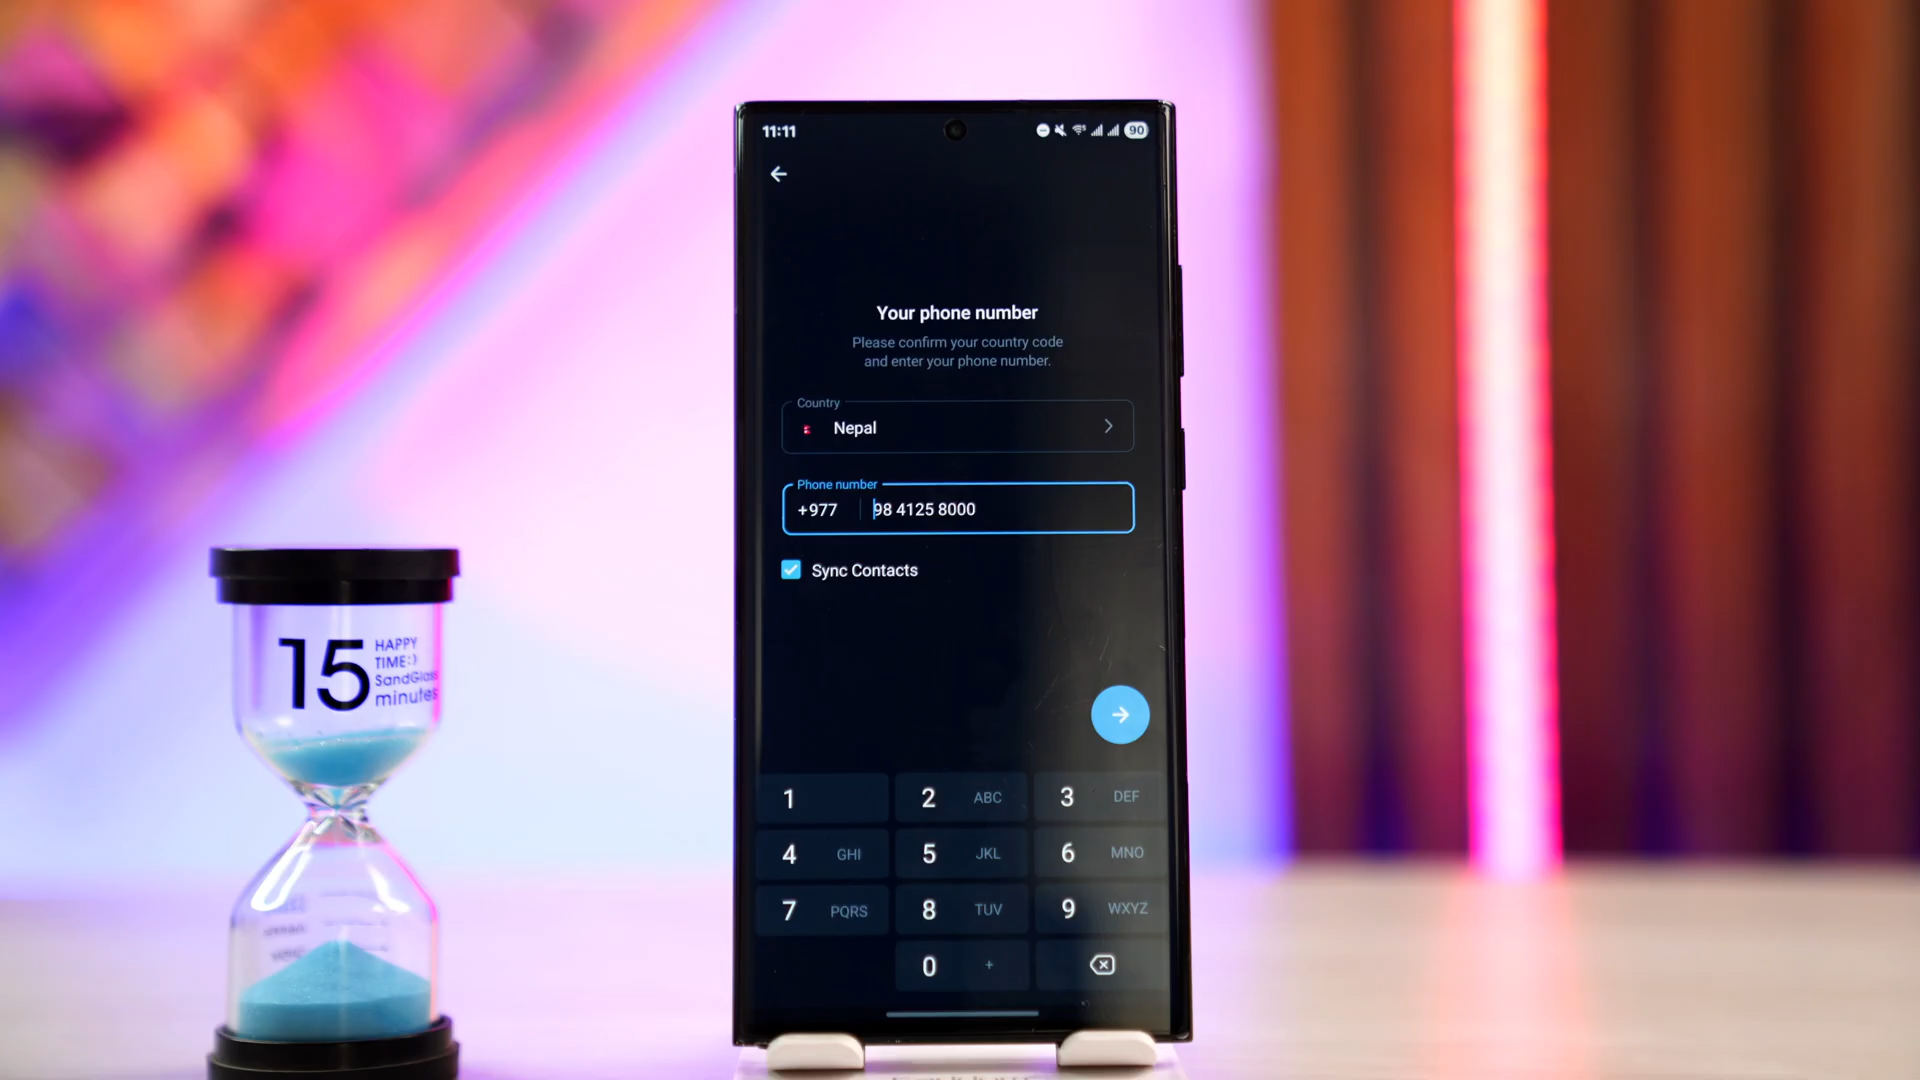 11:11
90
Your phone number
Please confirm your country code
and enter your phone number.
Country
Nepal
Phone number
+977 98 4125 8000
Sync Contacts
1
2 ABC
3 DEF
4 GHI
5 JKL
6 MNO
7 PQRS
8 TUV
9 WXYZ
0 +
15
HAPPY
TIME:)
SandGlass
minutes